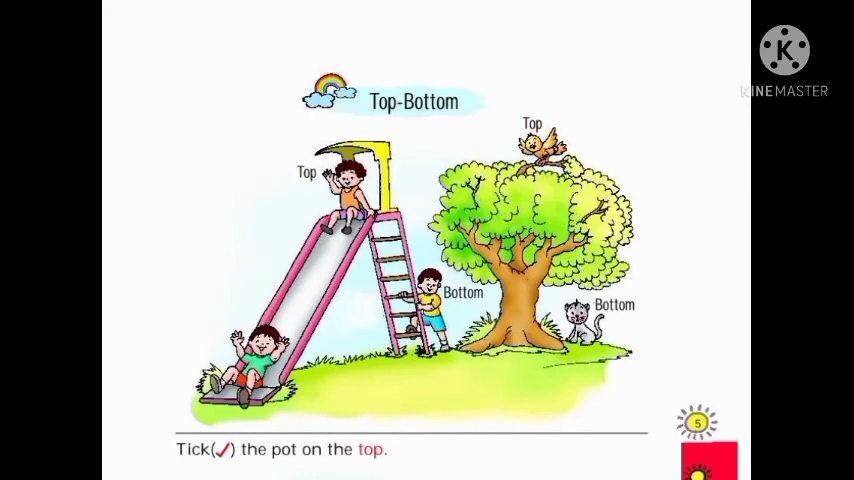 K
KINEMASTER
Top-Bottom
Top
Top
Bottom
Bottom
5
Tick(✓) the pot on the top.